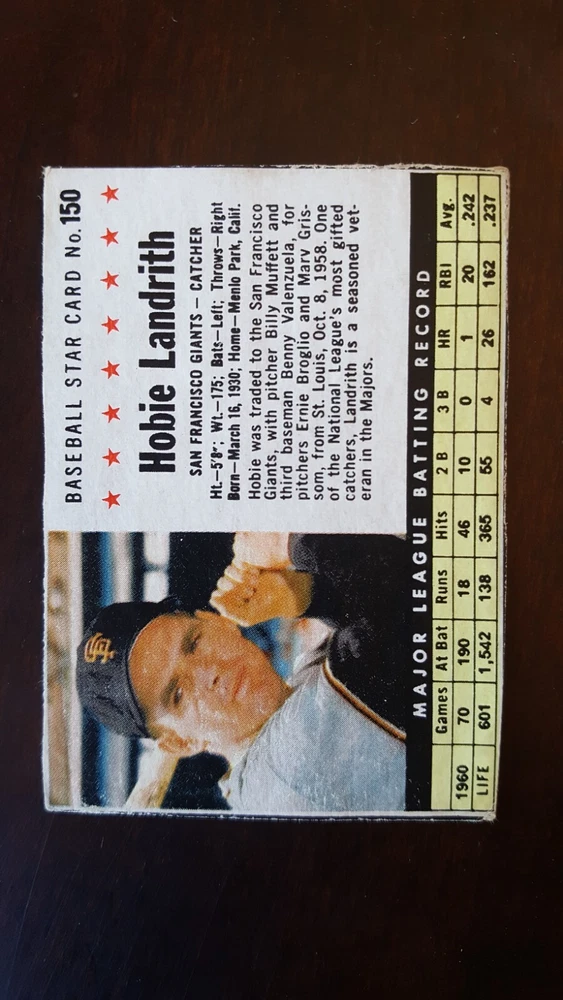 BASEBALL STAR CARD No. 150
Hobie Landrith
SAN FRANCISCO GIANTS — CATCHER
Ht.—5'8"; Wt.—175; Bats—Left; Throws—Right
Born—March 16, 1930; Home—Menlo Park, Calif.
Hobie was traded to the San Francisco
Giants, with pitcher Billy Muffett and
third baseman Benny Valenzuela, for
pitchers Ernie Broglio and Marv Gris-
som, from St. Louis, Oct. 8, 1958. One
of the National League's most gifted
catchers, Landrith is a seasoned vet-
eran in the Majors.
SF
MAJOR LEAGUE BATTING RECORD
Games At Bat Runs Hits 2 B 3 B HR RBI Avg.
1960 70 190 18 46 10 0 1 20 .242
LIFE 601 1,542 138 365 55 4 26 162 .237